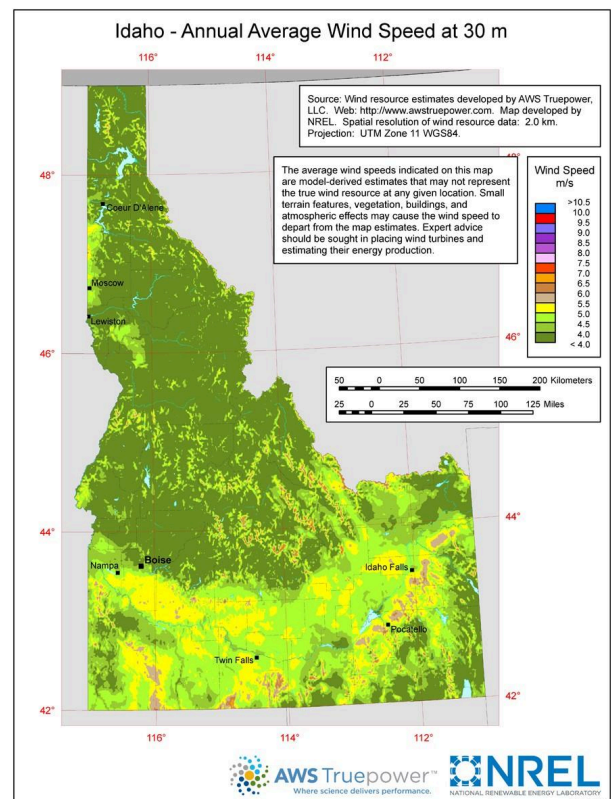 Idaho - Annual Average Wind Speed at 30 m
116°
114°
112°
Source: Wind resource estimates developed by AWS Truepower,
LLC. Web: http://www.awstruepower.com. Map developed by
NREL. Spatial resolution of wind resource data: 2.0 km.
Projection: UTM Zone 11 WGS84.
48°
48°
The average wind speeds indicated on this map
are model-derived estimates that may not represent
the true wind resource at any given location. Small
terrain features, vegetation, buildings, and
atmospheric effects may cause the wind speed to
depart from the map estimates. Expert advice
should be sought in placing wind turbines and
estimating their energy production.
Wind Speed
m/s
>10.5
10.0
9.5
9.0
8.5
8.0
7.5
7.0
6.5
6.0
5.5
5.0
4.5
4.0
< 4.0
Coeur D'Alene
Moscow
Lewiston
46°
46°
50 0 50 100 150 200 Kilometers
25 0 25 50 75 100 125 Miles
44°
44°
Boise
Nampa
Idaho Falls
Pocatello
Twin Falls
42°
42°
116°
114°
112°
AWS Truepower™
Where science delivers performance.
NREL
NATIONAL RENEWABLE ENERGY LABORATORY